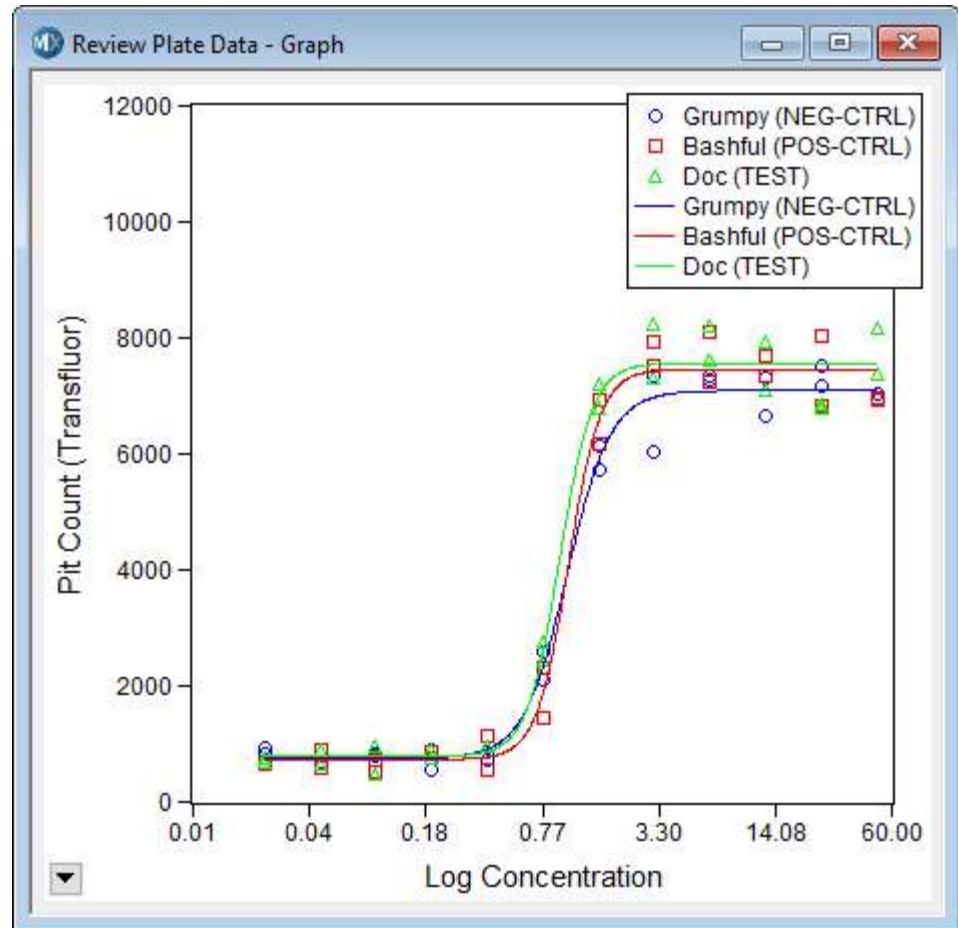 MX Review Plate Data - Graph
12000
10000
8000
6000
4000
2000
0
Pit Count (Transfluor)
Grumpy (NEG-CTRL)
Bashful (POS-CTRL)
Doc (TEST)
Grumpy (NEG-CTRL)
Bashful (POS-CTRL)
Doc (TEST)
0.01 0.04 0.18 0.77 3.30 14.08 60.00
Log Concentration